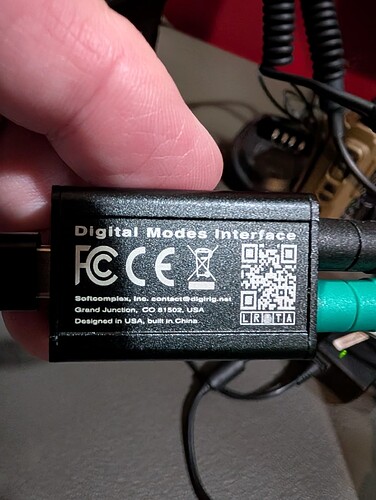 Digital Modes Interface
FC CE
Softcomplex, Inc. contact@digirig.net
Grand Junction, CO 81502, USA
Designed in USA, built in China
L R O T A